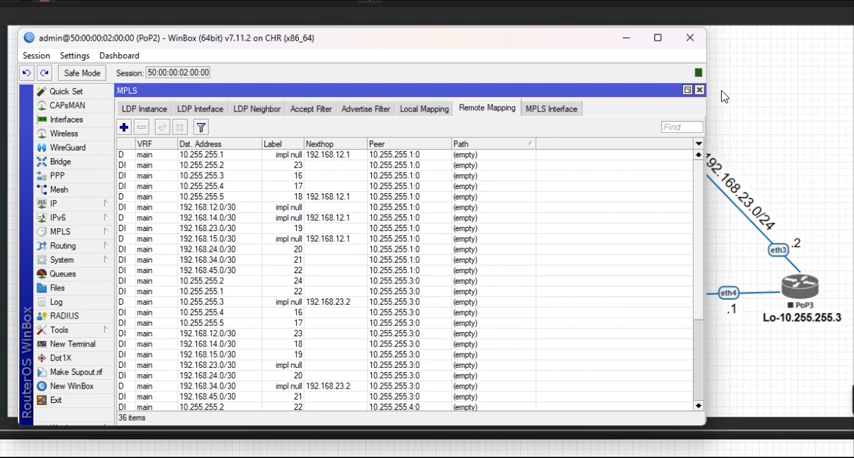 admin@50:00:00:02:00:00 (PoP2) - WinBox (64bit) v7.11.2 on CHR (x86_64)
Session Settings Dashboard
Safe Mode Session: 50:00:00:02:00:00
Quick Set
CAPsMAN
Interfaces
Wireless
WireGuard
Bridge
PPP
Mesh
IP
IPv6
MPLS
Routing
System
Queues
Files
Log
RADIUS
Tools
New Terminal
Dot1X
Make Supout.rif
New WinBox
Exit
RouterOS WinBox
MPLS
LDP Instance LDP Interface LDP Neighbor Accept Filter Advertise Filter Local Mapping Remote Mapping MPLS Interface
Find
VRF Dst. Address Label Nexthop Peer Path
D main 10.255.255.1 impl null 192.168.12.1 10.255.255.1:0 (empty)
DI main 10.255.255.2 23 10.255.255.1:0 (empty)
DI main 10.255.255.3 16 10.255.255.1:0 (empty)
DI main 10.255.255.4 17 10.255.255.1:0 (empty)
D main 10.255.255.5 18 192.168.12.1 10.255.255.1:0 (empty)
DI main 192.168.12.0/30 impl null 10.255.255.1:0 (empty)
D main 192.168.14.0/30 impl null 192.168.12.1 10.255.255.1:0 (empty)
DI main 192.168.23.0/30 19 10.255.255.1:0 (empty)
D main 192.168.15.0/30 impl null 192.168.12.1 10.255.255.1:0 (empty)
DI main 192.168.24.0/30 20 10.255.255.1:0 (empty)
DI main 192.168.34.0/30 21 10.255.255.1:0 (empty)
DI main 192.168.45.0/30 22 10.255.255.1:0 (empty)
DI main 10.255.255.2 24 10.255.255.3:0 (empty)
DI main 10.255.255.1 22 10.255.255.3:0 (empty)
D main 10.255.255.3 impl null 192.168.23.2 10.255.255.3:0 (empty)
DI main 10.255.255.4 16 10.255.255.3:0 (empty)
DI main 10.255.255.5 17 10.255.255.3:0 (empty)
DI main 192.168.12.0/30 23 10.255.255.3:0 (empty)
DI main 192.168.14.0/30 18 10.255.255.3:0 (empty)
DI main 192.168.15.0/30 19 10.255.255.3:0 (empty)
DI main 192.168.23.0/30 impl null 10.255.255.3:0 (empty)
DI main 192.168.24.0/30 20 10.255.255.3:0 (empty)
D main 192.168.34.0/30 impl null 192.168.23.2 10.255.255.3:0 (empty)
DI main 192.168.45.0/30 21 10.255.255.3:0 (empty)
DI main 10.255.255.2 22 10.255.255.4:0 (empty)
36 items
192.168.23.0/24
.2
eth3
eth4
.1
PoP3
Lo-10.255.255.3